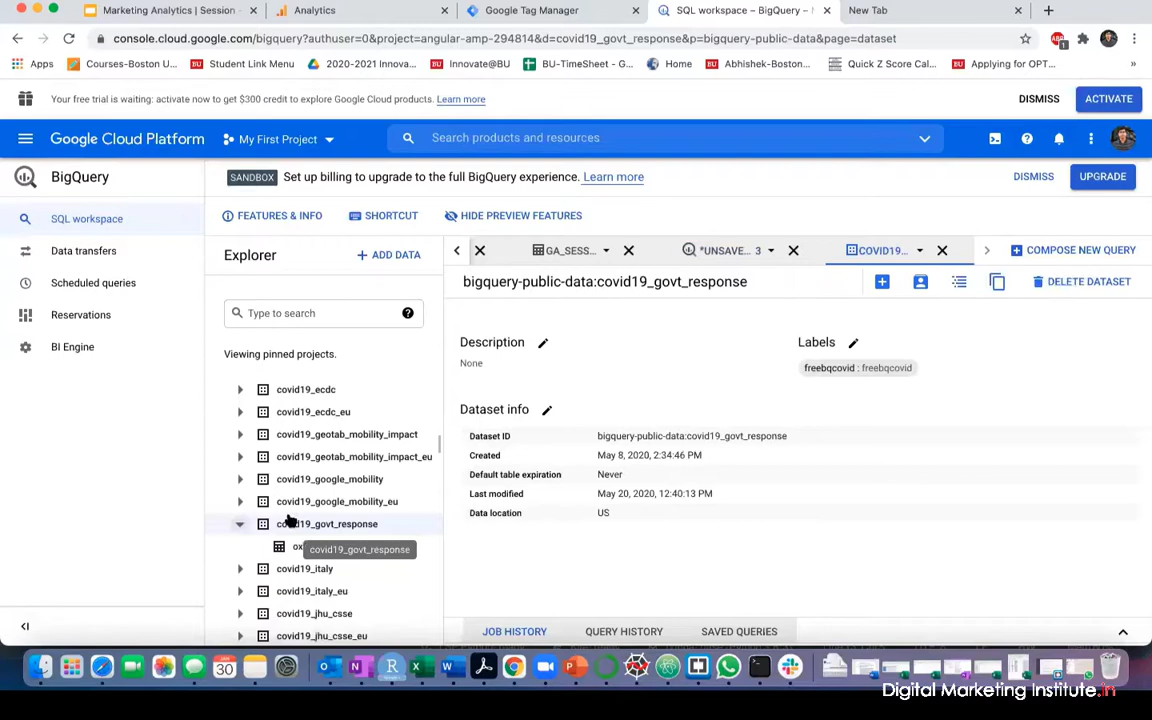 Marketing Analytics | Session -
Analytics
Google Tag Manager
SQL workspace – BigQuery –
New Tab
console.cloud.google.com/bigquery?authuser=0&project=angular-amp-294814&d=covid19_govt_response&p=bigquery-public-data&page=dataset
Apps
Courses-Boston U...
Student Link Menu
2020-2021 Innova...
Innovate@BU
BU-TimeSheet - G...
Home
Abhishek-Boston...
Quick Z Score Cal...
Applying for OPT...
»
Your free trial is waiting: activate now to get $300 credit to explore Google Cloud products. Learn more
DISMISS
ACTIVATE
Google Cloud Platform
My First Project
Search products and resources
BigQuery
SANDBOX
Set up billing to upgrade to the full BigQuery experience. Learn more
DISMISS
UPGRADE
SQL workspace
Data transfers
Scheduled queries
Reservations
BI Engine
FEATURES & INFO
SHORTCUT
HIDE PREVIEW FEATURES
Explorer
+ ADD DATA
GA_SESS...
*UNSAVE... 3
COVID19...
COMPOSE NEW QUERY
Type to search
Viewing pinned projects.
covid19_ecdc
covid19_ecdc_eu
covid19_geotab_mobility_impact
covid19_geotab_mobility_impact_eu
covid19_google_mobility
covid19_google_mobility_eu
covid19_govt_response
ox
covid19_govt_response
covid19_italy
covid19_italy_eu
covid19_jhu_csse
covid19_jhu_csse_eu
bigquery-public-data:covid19_govt_response
DELETE DATASET
Description
None
Labels
freebqcovid : freebqcovid
Dataset info
Dataset ID bigquery-public-data:covid19_govt_response
Created May 8, 2020, 2:34:46 PM
Default table expiration Never
Last modified May 20, 2020, 12:40:13 PM
Data location US
JOB HISTORY
QUERY HISTORY
SAVED QUERIES
30
Digital Marketing Institute.in